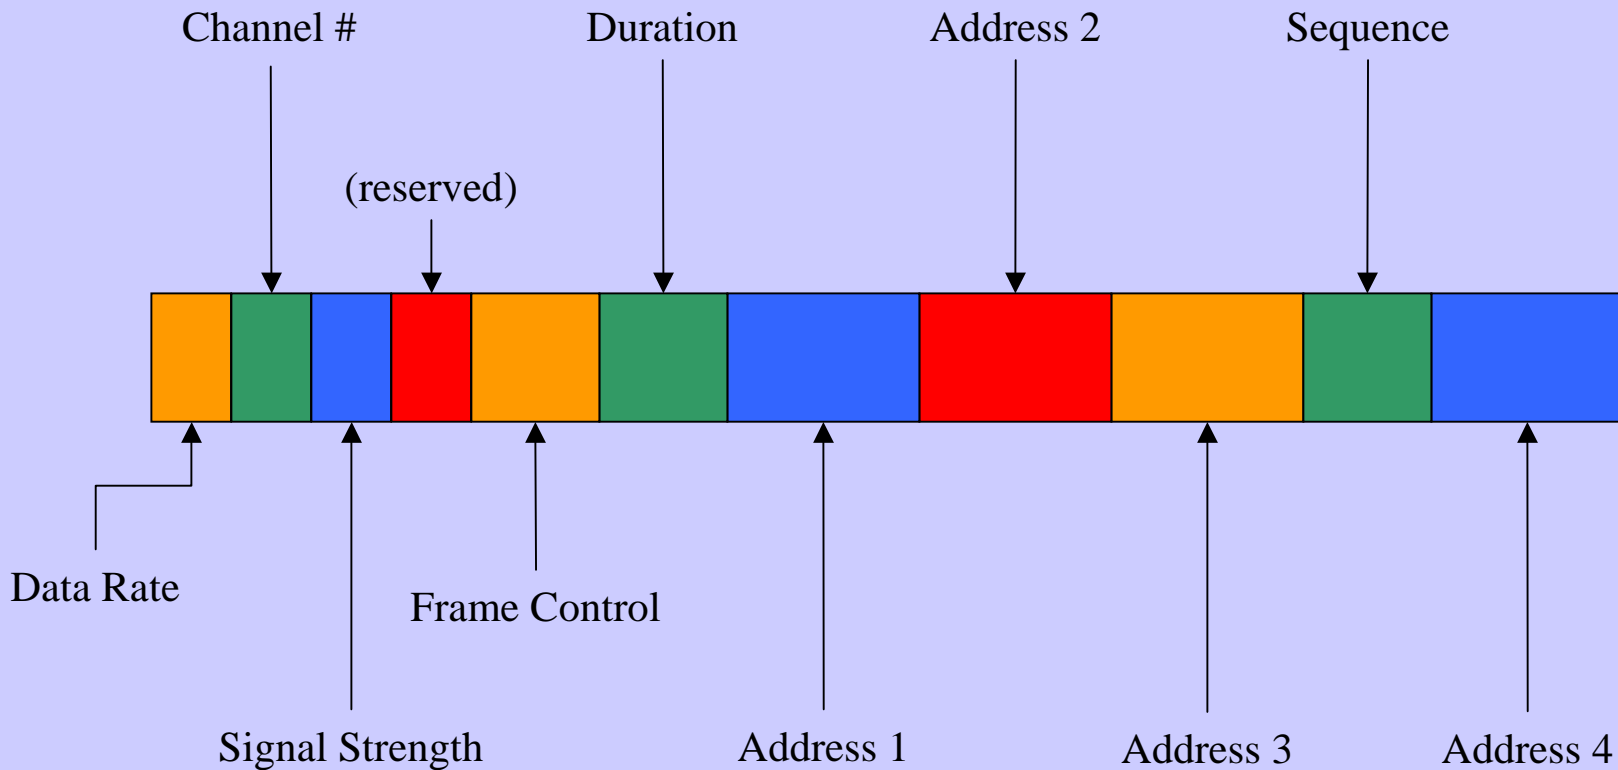 Channel #
Duration
Address 2
Sequence
(reserved)
Data Rate
Frame Control
Signal Strength
Address 1
Address 3
Address 4